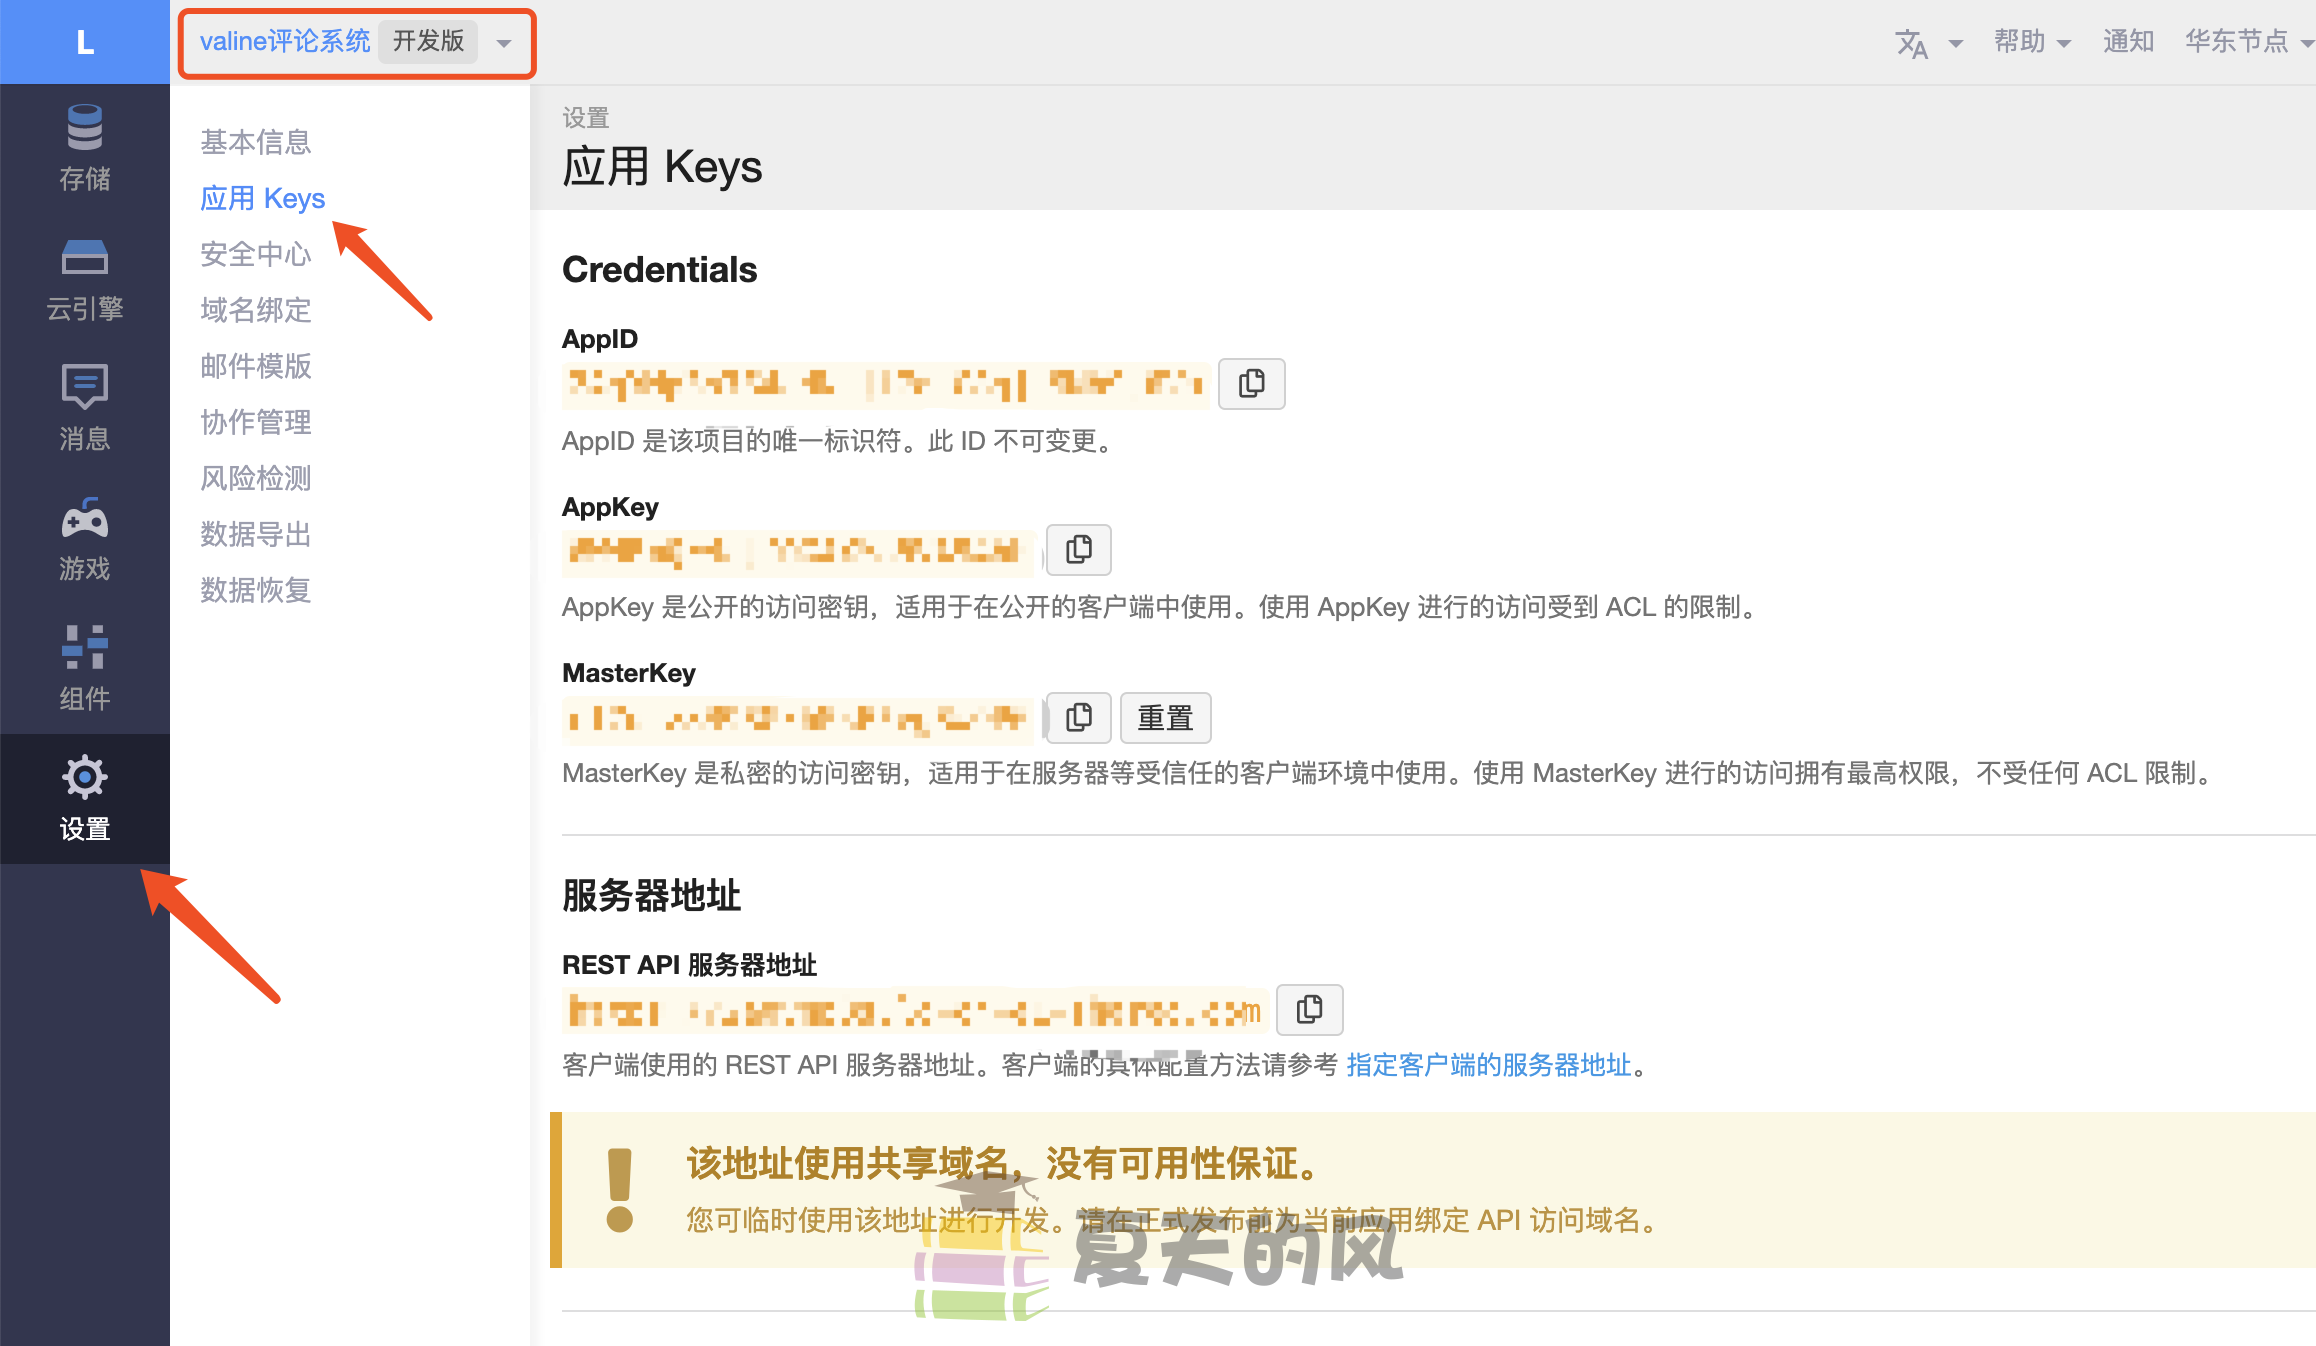 L
valine评论系统 开发版
帮助 通知 华东节点
存储
云引擎
消息
游戏
组件
设置
基本信息
应用 Keys
安全中心
域名绑定
邮件模版
协作管理
风险检测
数据导出
数据恢复
设置
应用 Keys
Credentials
AppID
AppID 是该项目的唯一标识符。此 ID 不可变更。
AppKey
AppKey 是公开的访问密钥，适用于在公开的客户端中使用。使用 AppKey 进行的访问受到 ACL 的限制。
MasterKey
重置
MasterKey 是私密的访问密钥，适用于在服务器等受信任的客户端环境中使用。使用 MasterKey 进行的访问拥有最高权限，不受任何 ACL 限制。
服务器地址
REST API 服务器地址
客户端使用的 REST API 服务器地址。客户端的具体配置方法请参考 指定客户端的服务器地址。
该地址使用共享域名，没有可用性保证。
您可临时使用该地址进行开发。请在正式发布前为当前应用绑定 API 访问域名。
夏天的风